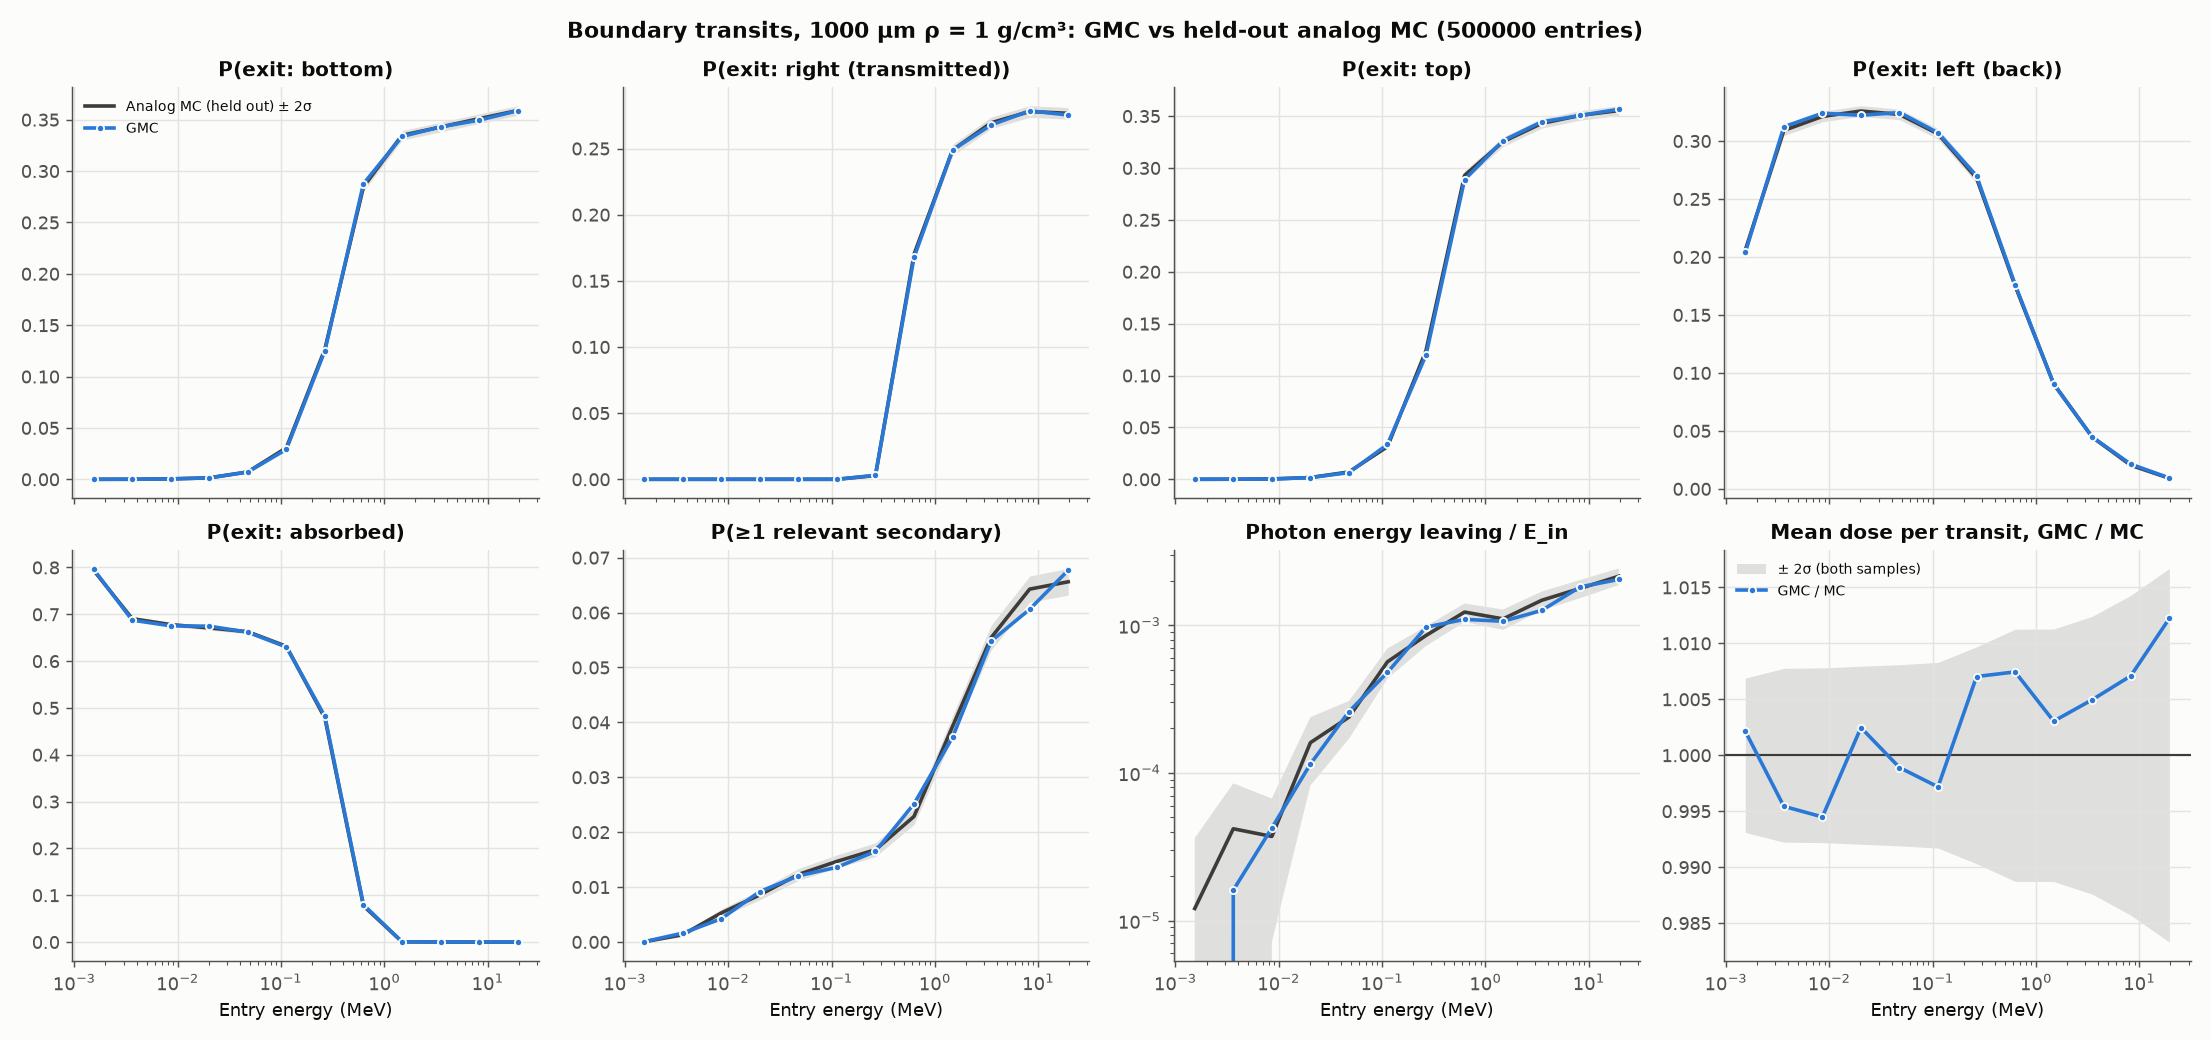 Boundary transits, 1000 µm ρ = 1 g/cm³: GMC vs held-out analog MC (500000 entries)
P(exit: bottom)
Analog MC (held out) ± 2σ
GMC
0.35
0.30
0.25
0.20
0.15
0.10
0.05
0.00
P(exit: right (transmitted))
0.25
0.20
0.15
0.10
0.05
0.00
P(exit: top)
0.35
0.30
0.25
0.20
0.15
0.10
0.05
0.00
P(exit: left (back))
0.30
0.25
0.20
0.15
0.10
0.05
0.00
P(exit: absorbed)
0.8
0.7
0.6
0.5
0.4
0.3
0.2
0.1
0.0
10⁻³ 10⁻² 10⁻¹ 10⁰ 10¹
Entry energy (MeV)
P(≥1 relevant secondary)
0.07
0.06
0.05
0.04
0.03
0.02
0.01
0.00
10⁻³ 10⁻² 10⁻¹ 10⁰ 10¹
Entry energy (MeV)
Photon energy leaving / E_in
10⁻³
10⁻⁴
10⁻⁵
10⁻³ 10⁻² 10⁻¹ 10⁰ 10¹
Entry energy (MeV)
Mean dose per transit, GMC / MC
± 2σ (both samples)
GMC / MC
1.015
1.010
1.005
1.000
0.995
0.990
0.985
10⁻³ 10⁻² 10⁻¹ 10⁰ 10¹
Entry energy (MeV)